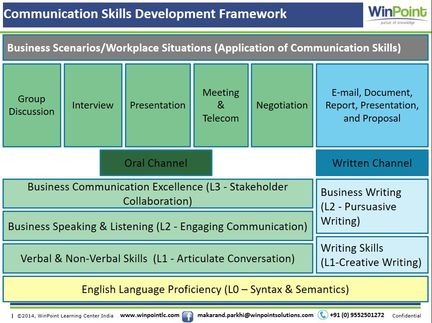 Communication Skills Development Framework
WinPoint
pursuit of knowledge
Business Scenarios/Workplace Situations (Application of Communication Skills)
Group
Discussion
Interview
Presentation
Meeting
&
Telecom
Negotiation
E-mail, Document,
Report, Presentation,
and Proposal
Oral Channel
Written Channel
Business Communication Excellence (L3 - Stakeholder
Collaboration)
Business Speaking & Listening (L2 - Engaging Communication)
Verbal & Non-Verbal Skills (L1 - Articulate Conversation)
Business Writing
(L2 - Pursuasive
Writing)
Writing Skills
(L1-Creative Writing)
English Language Proficiency (L0 – Syntax & Semantics)
| ©2014, WinPoint Learning Center India www.winpointlc.com makarand.parkhi@winpointsolutions.com +91 (0) 9552501272 Confidential